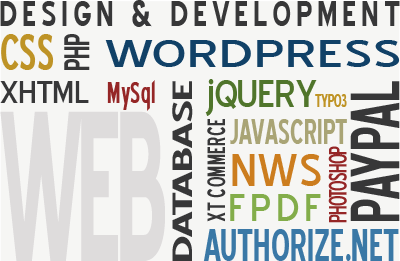 DESIGN & DEVELOPMENT
CSS
PHP
WORDPRESS
XHTML
MySql
DATABASE
jQUERY
TYPO3
PAYPAL
WEB
XT COMMERCE
JAVASCRIPT
NWS
PHOTOSHOP
FPDF
AUTHORIZE.NET